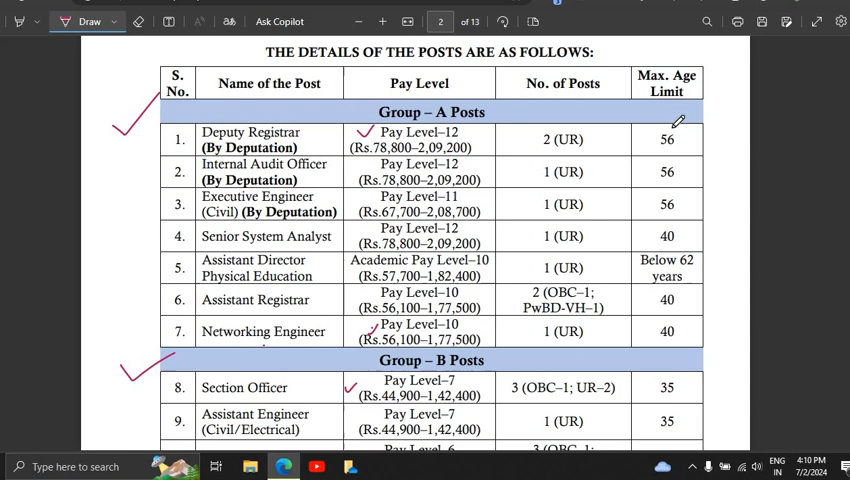 Draw
Ask Copilot
2 of 13
THE DETAILS OF THE POSTS ARE AS FOLLOWS:
S. No. Name of the Post Pay Level No. of Posts Max. Age Limit
Group – A Posts
1. Deputy Registrar (By Deputation) Pay Level–12 (Rs.78,800–2,09,200) 2 (UR) 56
2. Internal Audit Officer (By Deputation) Pay Level–12 (Rs.78,800–2,09,200) 1 (UR) 56
3. Executive Engineer (Civil) (By Deputation) Pay Level–11 (Rs.67,700–2,08,700) 1 (UR) 56
4. Senior System Analyst Pay Level–12 (Rs.78,800–2,09,200) 1 (UR) 40
5. Assistant Director Physical Education Academic Pay Level–10 (Rs.57,700–1,82,400) 1 (UR) Below 62 years
6. Assistant Registrar Pay Level–10 (Rs.56,100–1,77,500) 2 (OBC–1; PwBD-VH–1) 40
7. Networking Engineer Pay Level–10 (Rs.56,100–1,77,500) 1 (UR) 40
Group – B Posts
8. Section Officer Pay Level–7 (Rs.44,900–1,42,400) 3 (OBC–1; UR–2) 35
9. Assistant Engineer (Civil/Electrical) Pay Level–7 (Rs.44,900–1,42,400) 1 (UR) 35
Pay Level–6 3 (OBC–1;
Type here to search
ENG IN
4:10 PM
7/2/2024